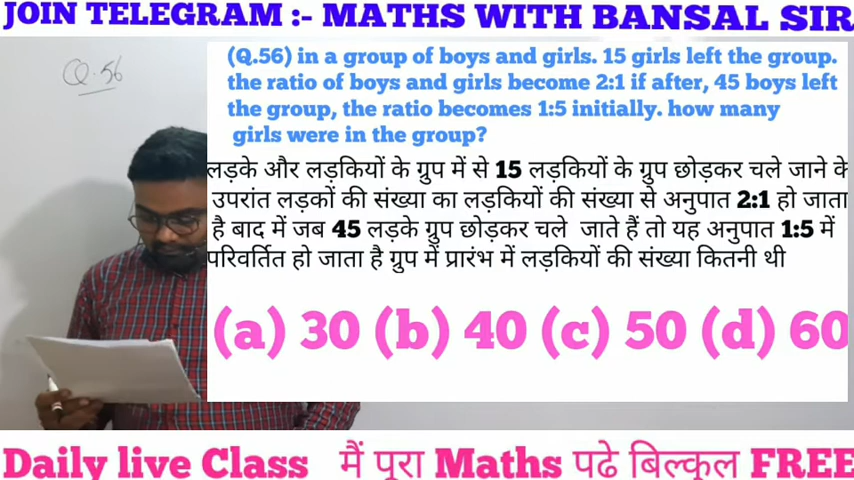 JOIN TELEGRAM :- MATHS WITH BANSAL SIR
Q.56
(Q.56) in a group of boys and girls. 15 girls left the group.
the ratio of boys and girls become 2:1 if after, 45 boys left
the group, the ratio becomes 1:5 initially. how many
girls were in the group?
लड़के और लड़कियों के ग्रुप में से 15 लड़कियों के ग्रुप छोड़कर चले जाने के
उपरांत लड़कों की संख्या का लड़कियों की संख्या से अनुपात 2:1 हो जाता
है बाद में जब 45 लड़के ग्रुप छोड़कर चले जाते हैं तो यह अनुपात 1:5 में
परिवर्तित हो जाता है ग्रुप में प्रारंभ में लड़कियों की संख्या कितनी थी
(a) 30 (b) 40 (c) 50 (d) 60
Daily live Class मैं पूरा Maths पढे बिल्कुल FREE